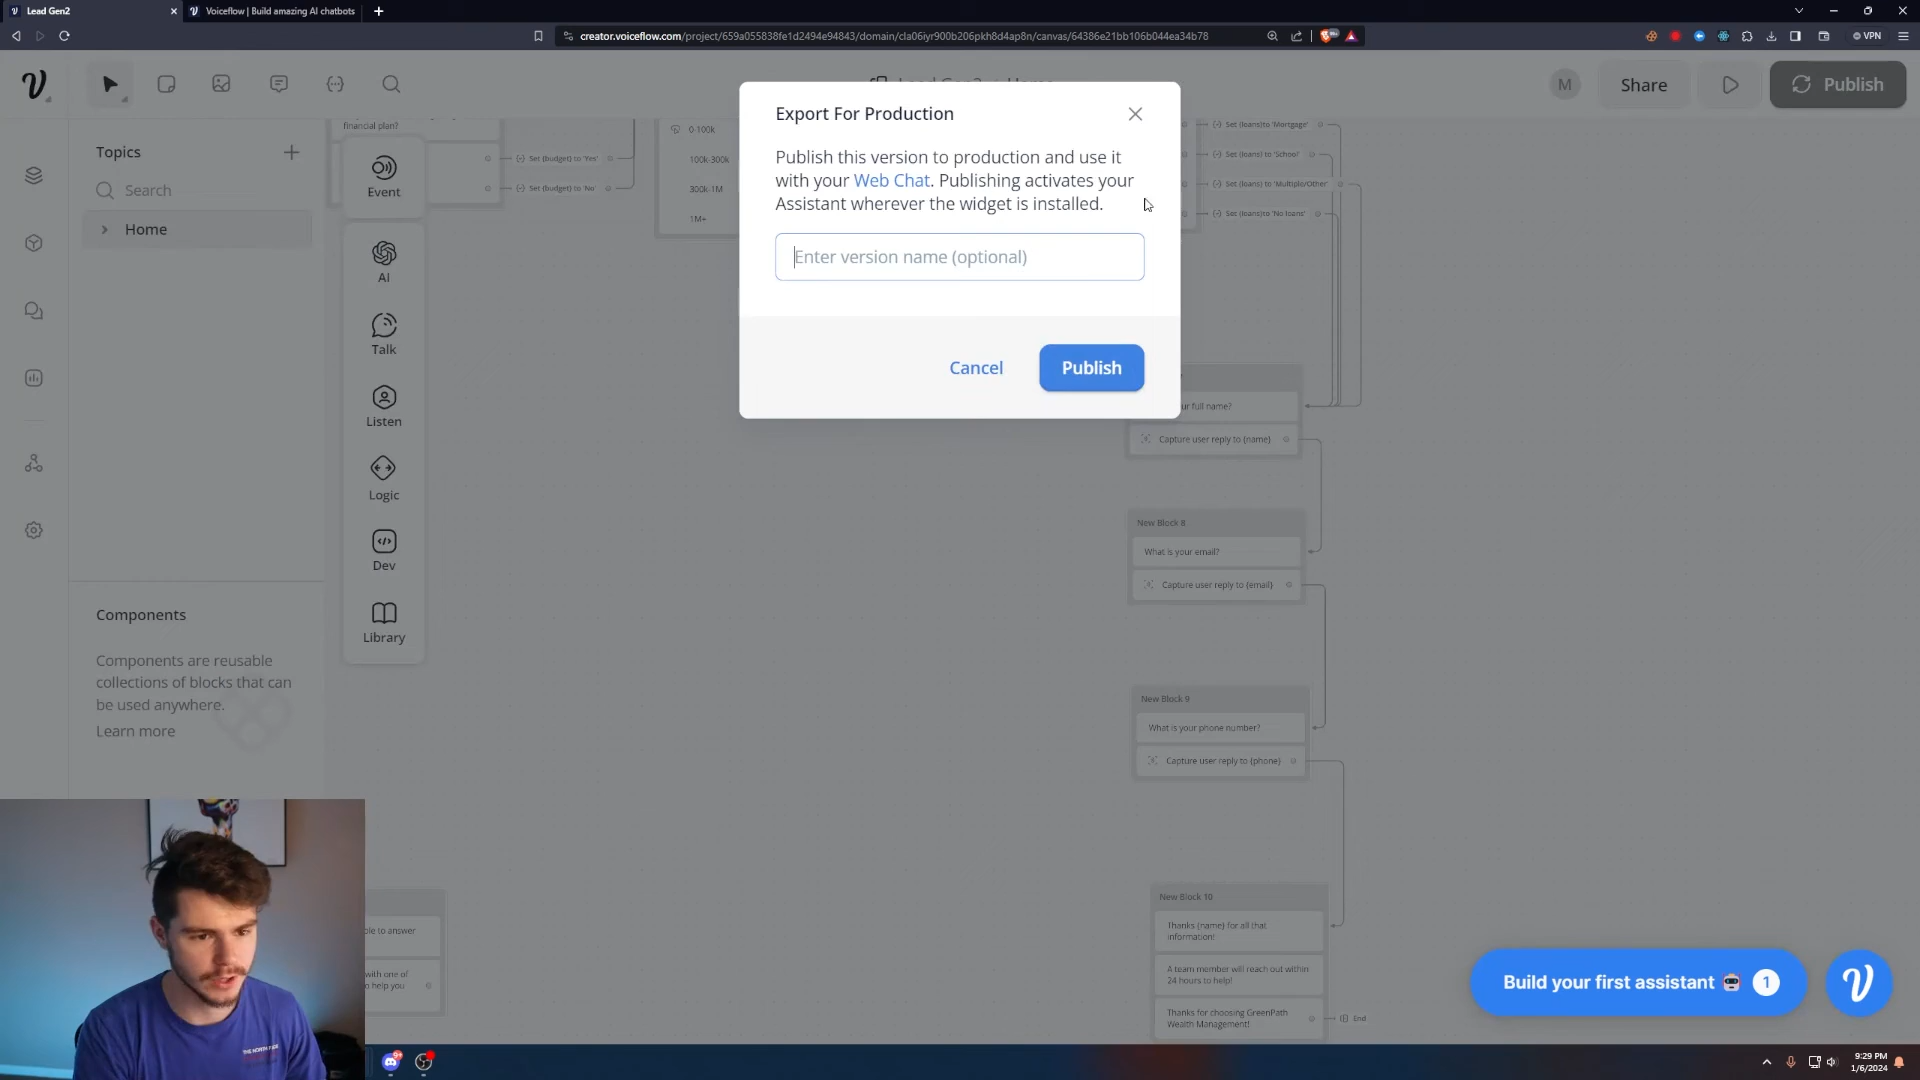 Lead Gen2
Voiceflow | Build amazing AI chatbots
creator.voiceflow.com/project/659a055838fe1d2494e94843/domain/cla06iyr900b206pkh8d4ap8n/canvas/64386e21bb106b044ea34b78
VPN
M
Share
Publish
Export For Production
Publish this version to production and use it
with your Web Chat. Publishing activates your
Assistant wherever the widget is installed.
Enter version name (optional)
Cancel
Publish
Topics
Search
Home
Components
Components are reusable
collections of blocks that can
be used anywhere.
Learn more
Event
AI
Talk
Listen
Logic
Dev
Library
financial plan?
Set {budget} to 'Yes'
Set {budget} to 'No'
0-100k
100k-300k
300k-1M
1M+
Set {loans} to 'Mortgage'
Set {loans} to 'School'
Set {loans} to 'Multiple/Other'
Set {loans} to 'No loans'
ur full name?
Capture user reply to {name}
New Block 8
What is your email?
Capture user reply to {email}
New Block 9
What is your phone number?
Capture user reply to {phone}
New Block 10
Thanks {name} for all that
information!
A team member will reach out within
24 hours to help!
Thanks for choosing GreenPath
Wealth Management!
End
ble to answer
with one of
o help you
Build your first assistant
1
THE NORTH FACE
9:29 PM
1/6/2024